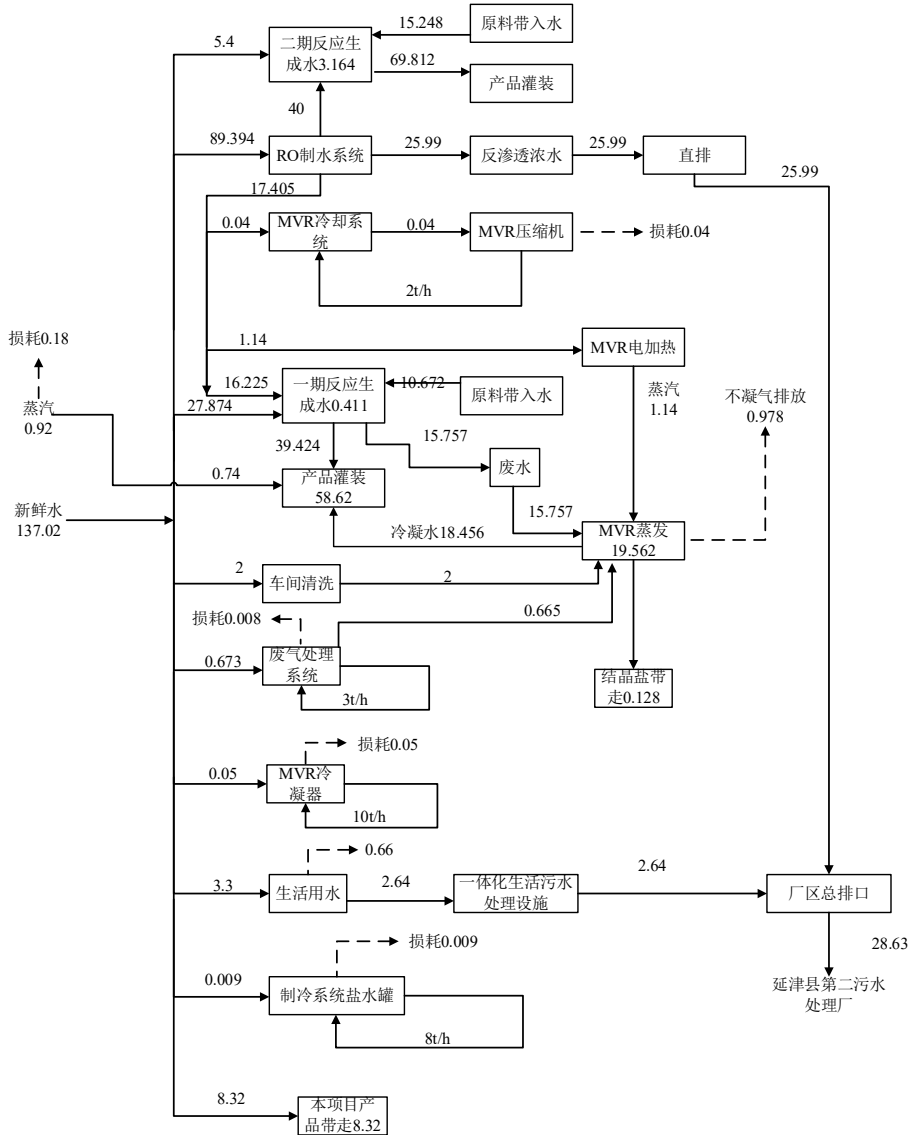 15.248
原料带入水
5.4
二期反应生
成水3.164
69.812
产品灌装
40
89.394
RO制水系统
25.99
反渗透浓水
25.99
直排
25.99
17.405
0.04
MVR冷却系
统
0.04
MVR压缩机
损耗0.04
2t/h
损耗0.18
1.14
MVR电加热
蒸汽
0.92
16.225
一期反应生
成水0.411
10.672
原料带入水
蒸汽
1.14
不凝气排放
0.978
27.874
39.424
15.757
废水
0.74
产品灌装
58.62
15.757
新鲜水
137.02
冷凝水18.456
MVR蒸发
19.562
2
车间清洗
2
损耗0.008
0.665
0.673
废气处理
系统
3t/h
结晶盐带
走0.128
损耗0.05
0.05
MVR冷
凝器
10t/h
0.66
3.3
生活用水
2.64
一体化生活污水
处理设施
2.64
厂区总排口
28.63
损耗0.009
0.009
制冷系统盐水罐
8t/h
延津县第二污水
处理厂
8.32
本项目产
品带走8.32